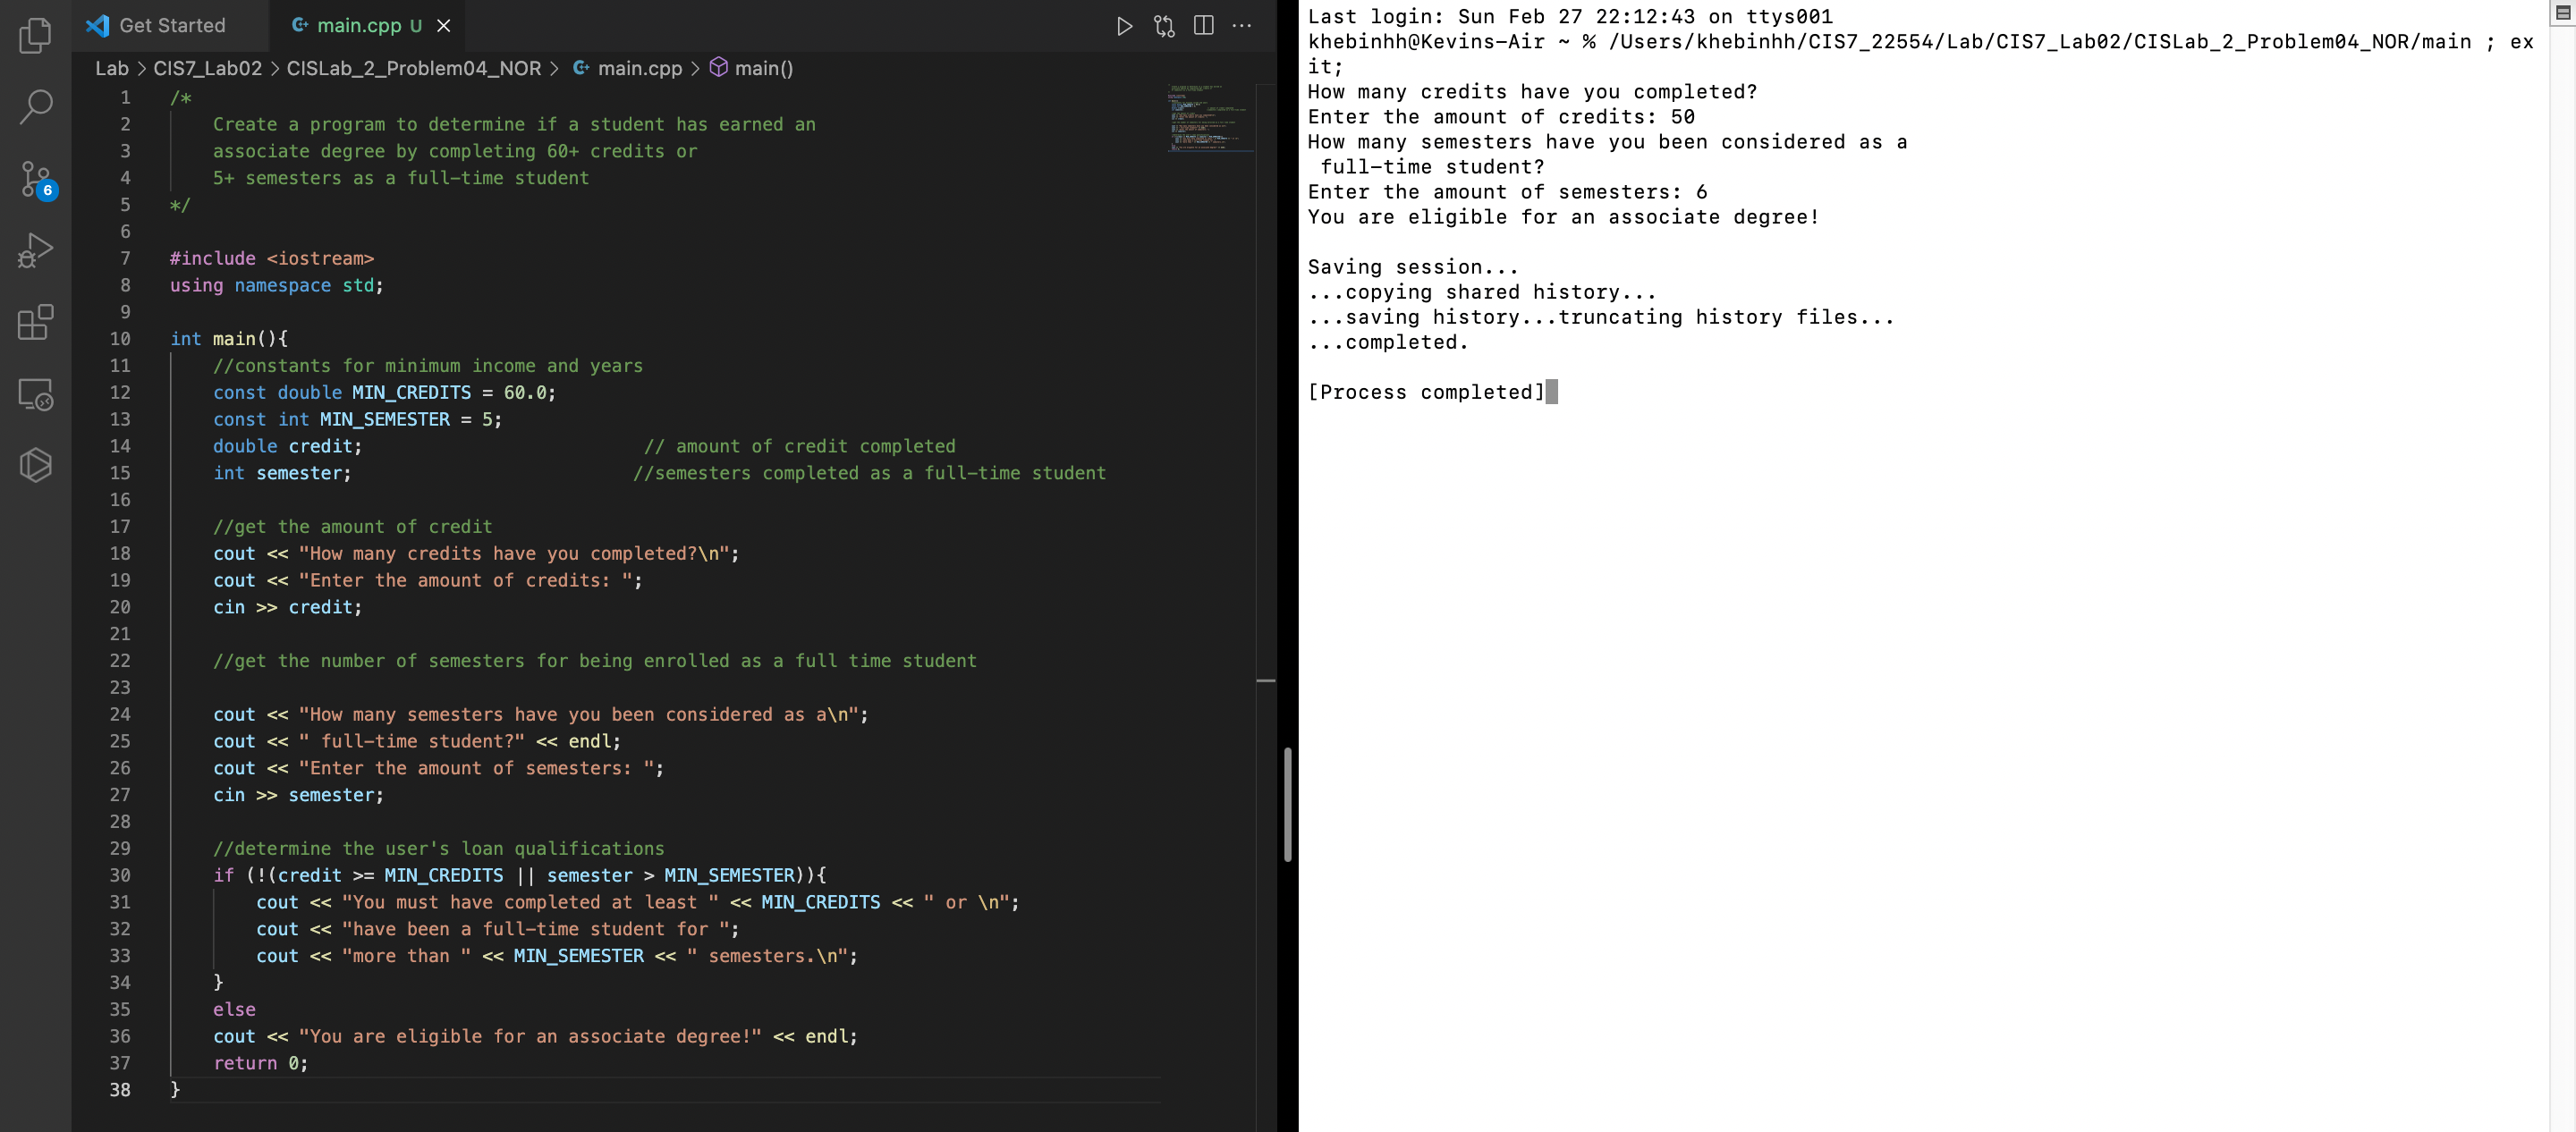 Get Started
main.cpp U
Lab > CIS7_Lab02 > CISLab_2_Problem04_NOR > main.cpp > main()
6
1 /*
2     Create a program to determine if a student has earned an
3     associate degree by completing 60+ credits or
4     5+ semesters as a full-time student
5 */
6
7 #include <iostream>
8 using namespace std;
9
10 int main(){
11     //constants for minimum income and years
12     const double MIN_CREDITS = 60.0;
13     const int MIN_SEMESTER = 5;
14     double credit;                          // amount of credit completed
15     int semester;                          //semesters completed as a full-time student
16
17     //get the amount of credit
18     cout << "How many credits have you completed?\n";
19     cout << "Enter the amount of credits: ";
20     cin >> credit;
21
22     //get the number of semesters for being enrolled as a full time student
23
24     cout << "How many semesters have you been considered as a\n";
25     cout << " full-time student?" << endl;
26     cout << "Enter the amount of semesters: ";
27     cin >> semester;
28
29     //determine the user's loan qualifications
30     if (!(credit >= MIN_CREDITS || semester > MIN_SEMESTER)){
31         cout << "You must have completed at least " << MIN_CREDITS << " or \n";
32         cout << "have been a full-time student for ";
33         cout << "more than " << MIN_SEMESTER << " semesters.\n";
34     }
35     else
36     cout << "You are eligible for an associate degree!" << endl;
37     return 0;
38 }
Last login: Sun Feb 27 22:12:43 on ttys001
khebinhh@Kevins-Air ~ % /Users/khebinhh/CIS7_22554/Lab/CIS7_Lab02/CISLab_2_Problem04_NOR/main ; ex
it;
How many credits have you completed?
Enter the amount of credits: 50
How many semesters have you been considered as a
 full-time student?
Enter the amount of semesters: 6
You are eligible for an associate degree!

Saving session...
...copying shared history...
...saving history...truncating history files...
...completed.

[Process completed]